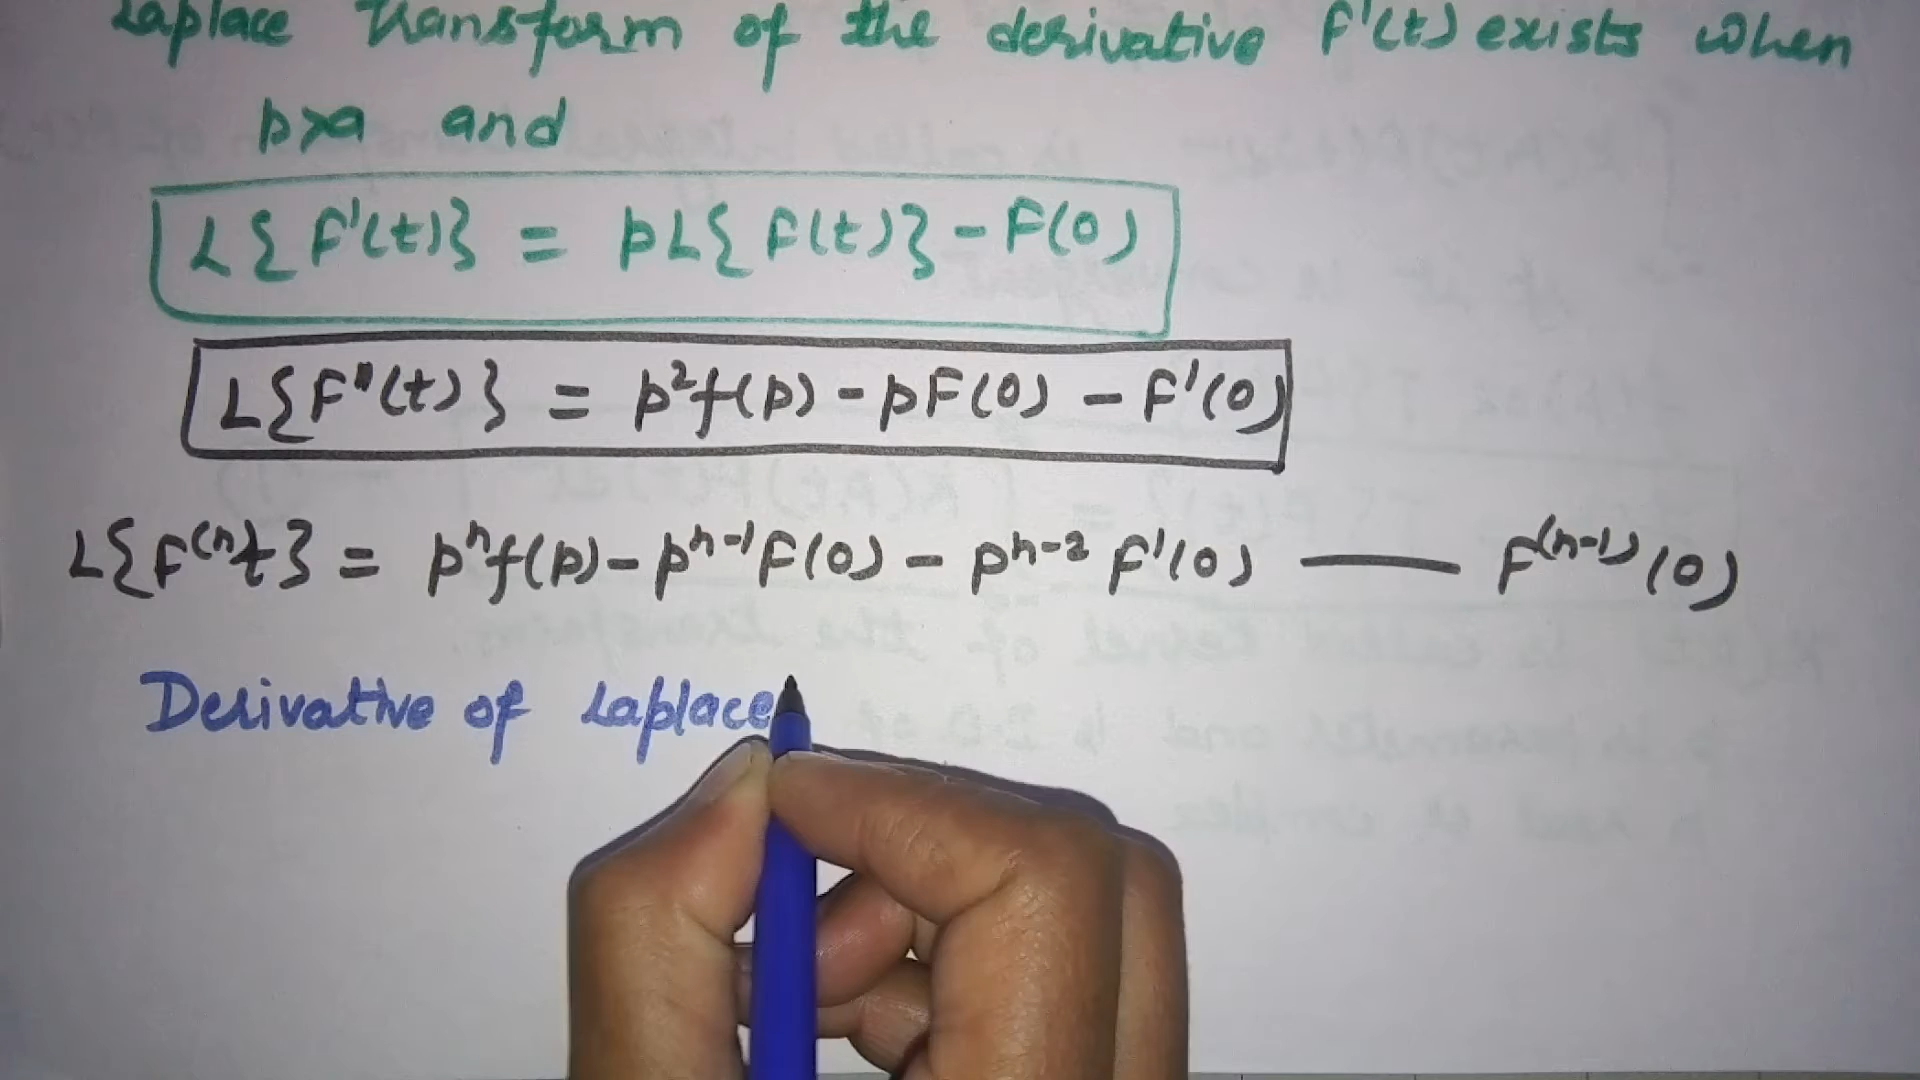 Laplace transform of the derivative F'(t) exists when
p>a and
L{F'(t)} = pL{F(t)} - F(0)
L{F"(t)} = p²f(p) - pF(0) - F'(0)
L{F⁽ⁿ⁾t} = pⁿf(p) - pⁿ⁻¹F(0) - pⁿ⁻²F'(0) — F⁽ⁿ⁻¹⁾(0)
Derivative of Laplace